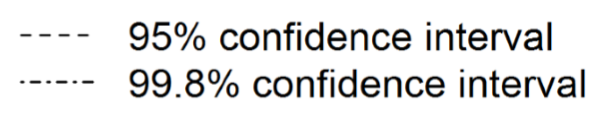 95% confidence interval
99.8% confidence interval